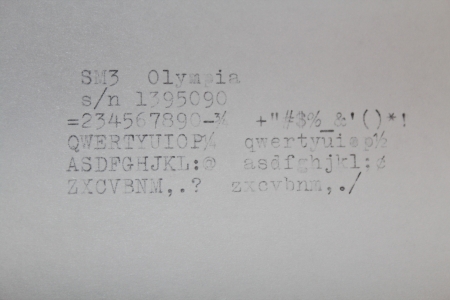 SM3 Olympia
s/n 1395090
=234567890-¾ +"#$%_&'()*!
QWERTYUIOP¼ qwertyuiop½
ASDFGHJKL:@ asdfghjkl:¢
ZXCVBNM,.? zxcvbnm,./